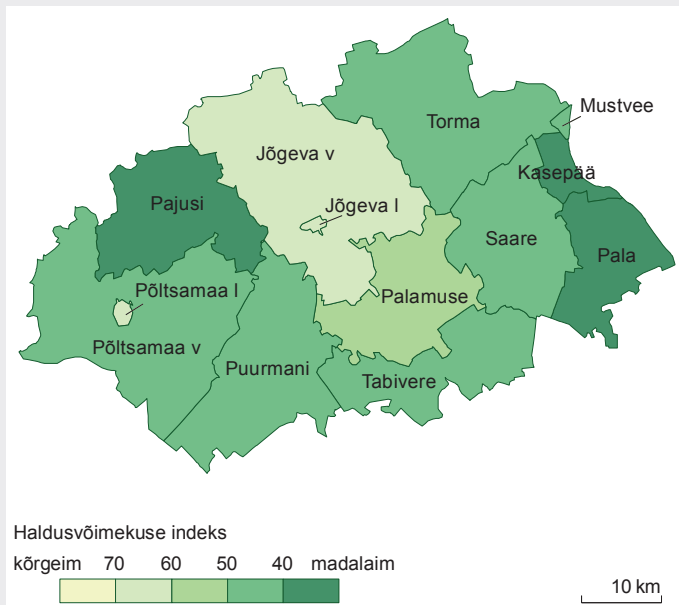 Torma
Mustvee
Jõgeva v
Kasepää
Pajusi
Jõgeva l
Saare
Pala
Põltsamaa l
Palamuse
Põltsamaa v
Puurmani
Tabivere
Haldusvõimekuse indeks
kõrgeim 70 60 50 40 madalaim
10 km